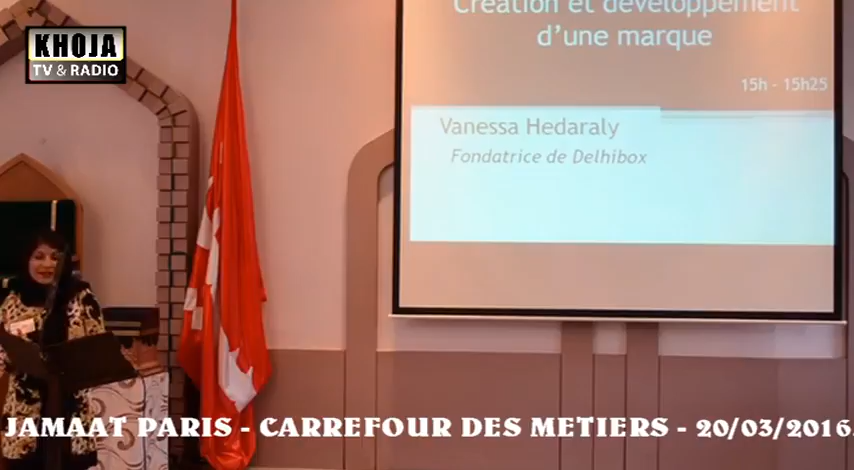 KHOJA
TV & RADIO
Création et développement
d'une marque
15h - 15h25
Vanessa Hedaraly
Fondatrice de Delhibox
JAMAAT PARIS - CARREFOUR DES METIERS - 20/03/2016.